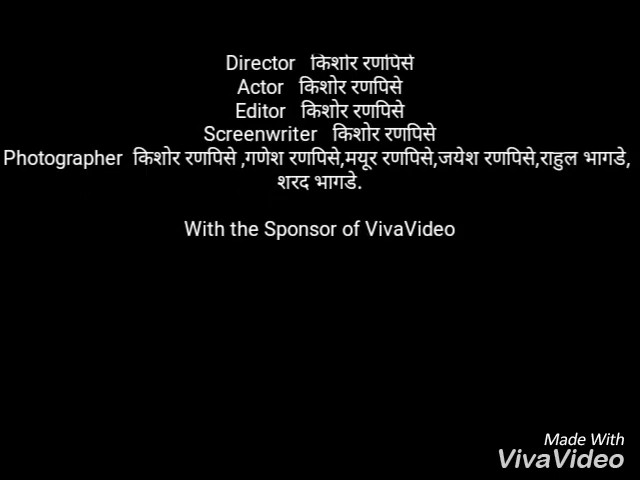 Director किशोर रणपिसे
Actor किशोर रणपिसे
Editor किशोर रणपिसे
Screenwriter किशोर रणपिसे
Photographer किशोर रणपिसे ,गणेश रणपिसे,मयूर रणपिसे,जयेश रणपिसे,राहुल भागडे,
शरद भागडे.
With the Sponsor of VivaVideo
Made With
VivaVideo